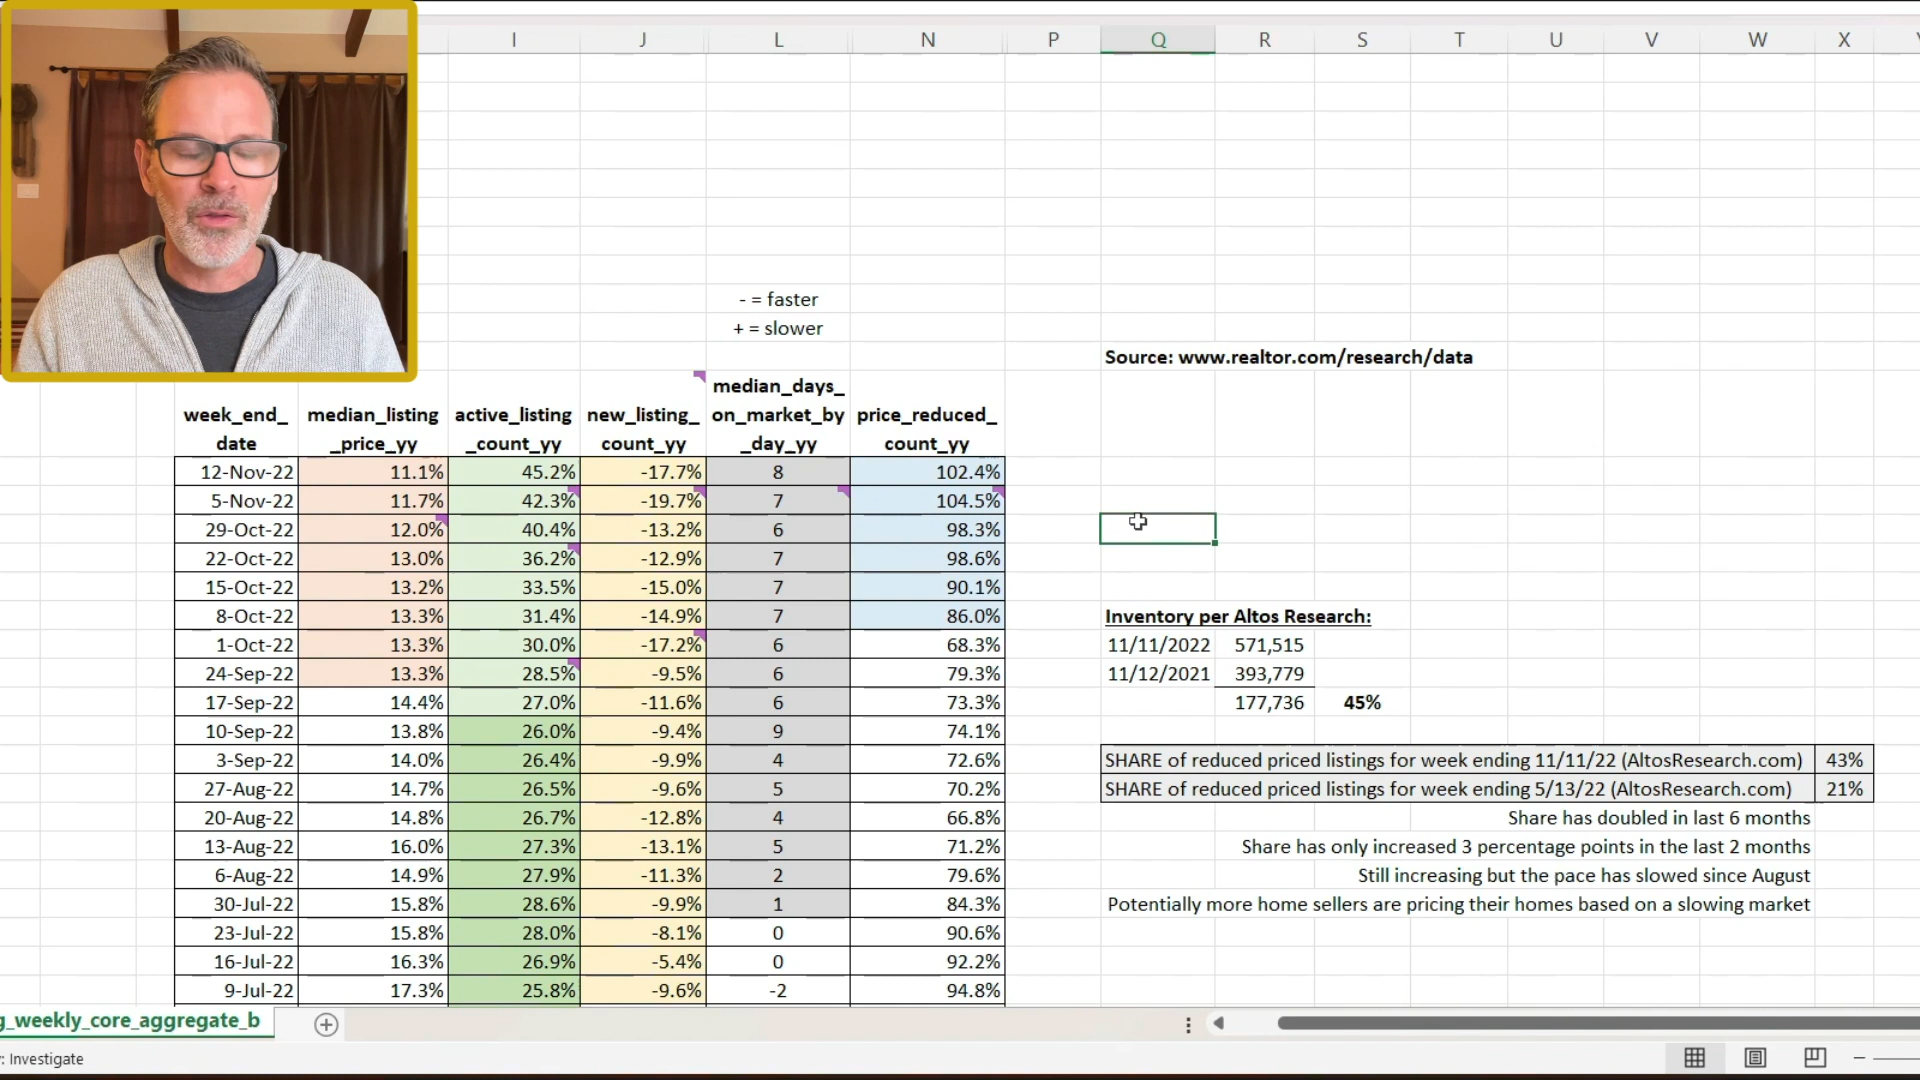 I J L N P Q R S T U V W X
- = faster
+ = slower
Source: www.realtor.com/research/data
week_end_date median_listing_price_yy active_listing_count_yy new_listing_count_yy median_days_on_market_by_day_yy price_reduced_count_yy
12-Nov-22 11.1% 45.2% -17.7% 8 102.4%
5-Nov-22 11.7% 42.3% -19.7% 7 104.5%
29-Oct-22 12.0% 40.4% -13.2% 6 98.3%
22-Oct-22 13.0% 36.2% -12.9% 7 98.6%
15-Oct-22 13.2% 33.5% -15.0% 7 90.1%
8-Oct-22 13.3% 31.4% -14.9% 7 86.0%
1-Oct-22 13.3% 30.0% -17.2% 6 68.3%
24-Sep-22 13.3% 28.5% -9.5% 6 79.3%
17-Sep-22 14.4% 27.0% -11.6% 6 73.3%
10-Sep-22 13.8% 26.0% -9.4% 9 74.1%
3-Sep-22 14.0% 26.4% -9.9% 4 72.6%
27-Aug-22 14.7% 26.5% -9.6% 5 70.2%
20-Aug-22 14.8% 26.7% -12.8% 4 66.8%
13-Aug-22 16.0% 27.3% -13.1% 5 71.2%
6-Aug-22 14.9% 27.9% -11.3% 2 79.6%
30-Jul-22 15.8% 28.6% -9.9% 1 84.3%
23-Jul-22 15.8% 28.0% -8.1% 0 90.6%
16-Jul-22 16.3% 26.9% -5.4% 0 92.2%
9-Jul-22 17.3% 25.8% -9.6% -2 94.8%
Inventory per Altos Research:
11/11/2022 571,515
11/12/2021 393,779
177,736 45%
SHARE of reduced priced listings for week ending 11/11/22 (AltosResearch.com) 43%
SHARE of reduced priced listings for week ending 5/13/22 (AltosResearch.com) 21%
Share has doubled in last 6 months
Share has only increased 3 percentage points in the last 2 months
Still increasing but the pace has slowed since August
Potentially more home sellers are pricing their homes based on a slowing market
g_weekly_core_aggregate_b
: Investigate